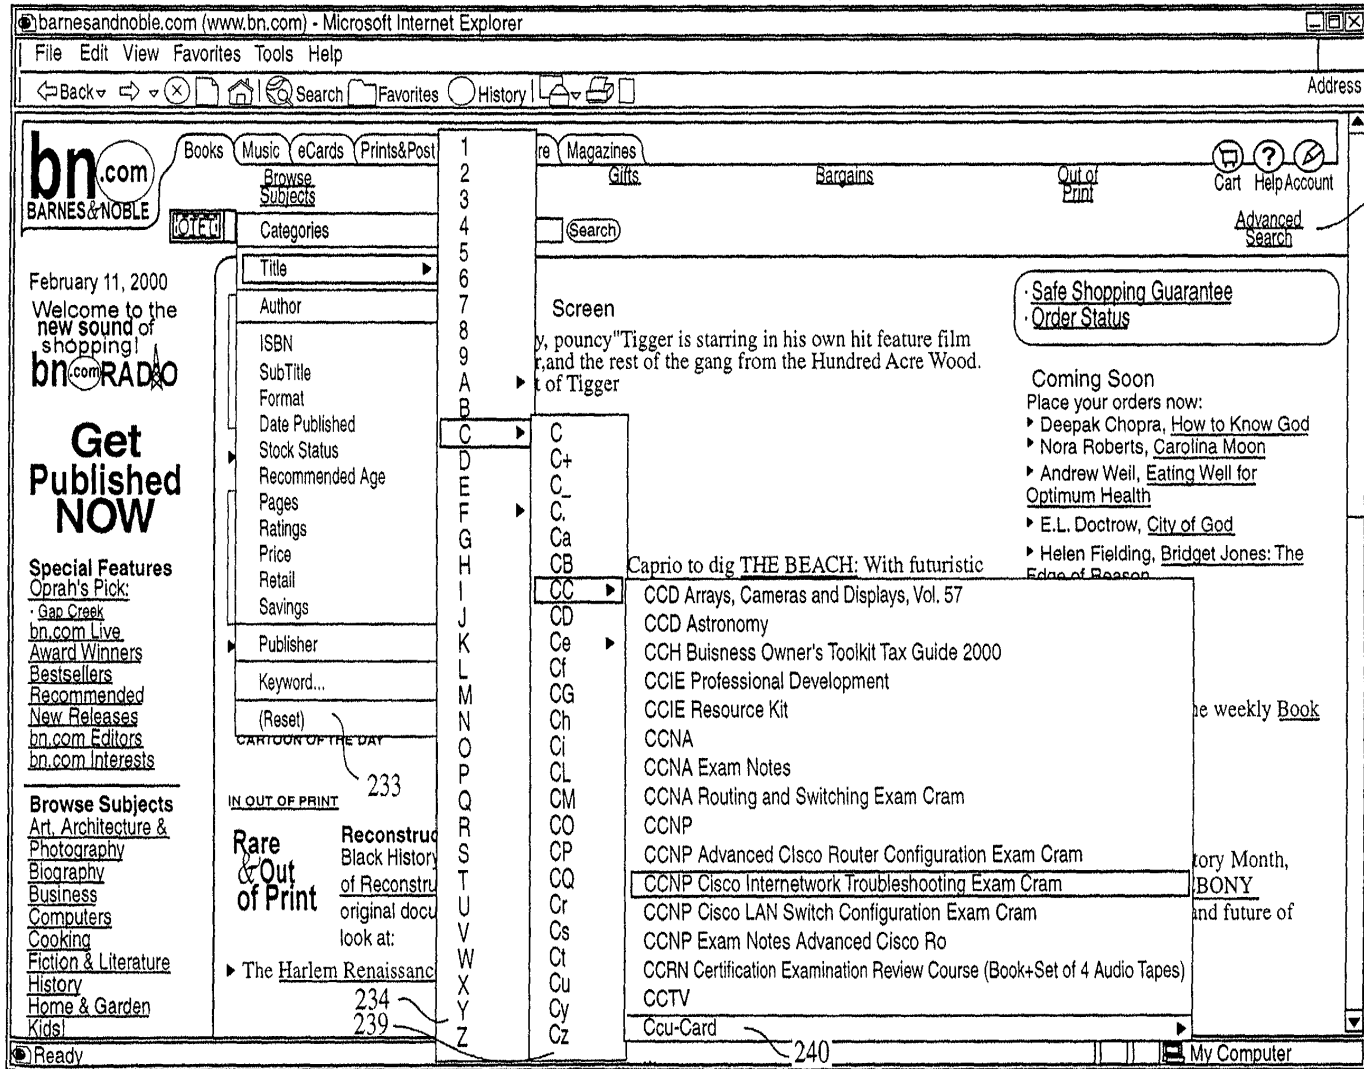 barnesandnoble.com (www.bn.com) - Microsoft Internet Explorer
File Edit View Favorites Tools Help
Back Search Favorites History
Address
bn.com
BARNES&NOBLE
Books Music eCards Prints&Post re Magazines
Browse Subjects
Gifts
Bargains
Out of Print
Cart Help Account
Advanced Search
Search
February 11, 2000
Welcome to the
new sound of
shopping!
bn.com RADIO
Get
Published
NOW
Special Features
Oprah's Pick:
· Gap Creek
bn.com Live
Award Winners
Bestsellers
Recommended
New Releases
bn.com Editors
bn.com Interests
Browse Subjects
Art, Architecture &
Photography
Biography
Business
Computers
Cooking
Fiction & Literature
History
Home & Garden
Kids!
Categories
Title
Author
ISBN
SubTitle
Format
Date Published
Stock Status
Recommended Age
Pages
Ratings
Price
Retail
Savings
Publisher
Keyword...
(Reset)
CARTOON OF THE DAY
233
IN OUT OF PRINT
Rare
& Out
of Print
Reconstruc
Black History
of Reconstru
original docu
look at:
The Harlem Renaissanc
234
239
1
2
3
4
5
6
7
8
9
A
B
C
D
E
F
G
H
I
J
K
L
M
N
O
P
Q
R
S
T
U
V
W
X
Y
Z
C
C+
C_
C.
Ca
CB
CC
CD
Ce
Cf
CG
Ch
Ci
CL
CM
CO
CP
CQ
Cr
Cs
Ct
Cu
Cy
Cz
Screen
y, pouncy"Tigger is starring in his own hit feature film
r,and the rest of the gang from the Hundred Acre Wood.
t of Tigger
Caprio to dig THE BEACH: With futuristic
CCD Arrays, Cameras and Displays, Vol. 57
CCD Astronomy
CCH Buisness Owner's Toolkit Tax Guide 2000
CCIE Professional Development
CCIE Resource Kit
CCNA
CCNA Exam Notes
CCNA Routing and Switching Exam Cram
CCNP
CCNP Advanced CIsco Router Configuration Exam Cram
CCNP Cisco Internetwork Troubleshooting Exam Cram
CCNP Cisco LAN Switch Configuration Exam Cram
CCNP Exam Notes Advanced Cisco Ro
CCRN Certification Examination Review Course (Book+Set of 4 Audio Tapes)
CCTV
Ccu-Card
240
· Safe Shopping Guarantee
· Order Status
Coming Soon
Place your orders now:
Deepak Chopra, How to Know God
Nora Roberts, Carolina Moon
Andrew Weil, Eating Well for
Optimum Health
E.L. Doctrow, City of God
Helen Fielding, Bridget Jones: The
Edge of Reason
he weekly Book
tory Month,
EBONY
and future of
Ready
My Computer